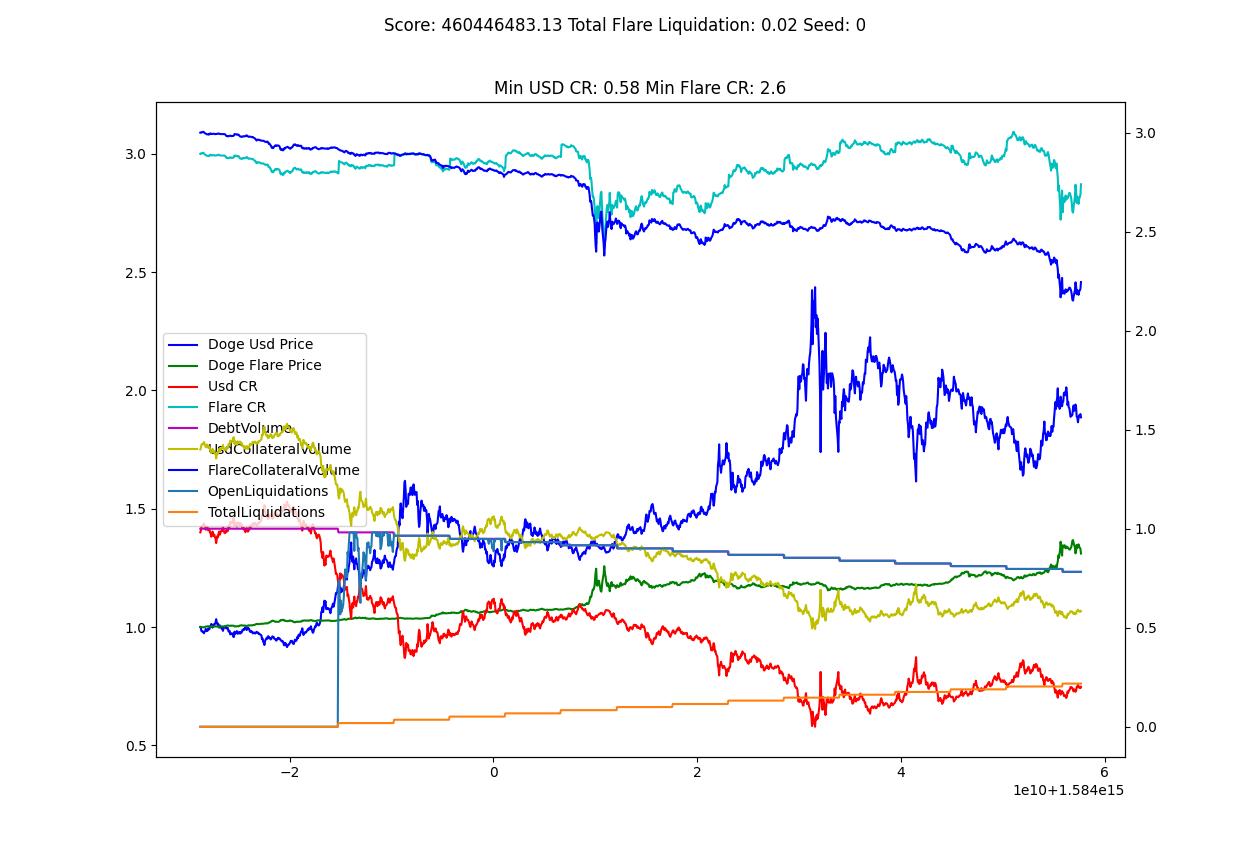 Score: 460446483.13 Total Flare Liquidation: 0.02 Seed: 0
Min USD CR: 0.58 Min Flare CR: 2.6
3.0
2.5
2.0
1.5
1.0
0.5
Doge Usd Price
Doge Flare Price
Usd CR
Flare CR
DebtVolume
UsdCollateralVolume
FlareCollateralVolume
OpenLiquidations
TotalLiquidations
3.0
2.5
2.0
1.5
1.0
0.5
0.0
−2 0 2 4 6
1e10+1.584e15